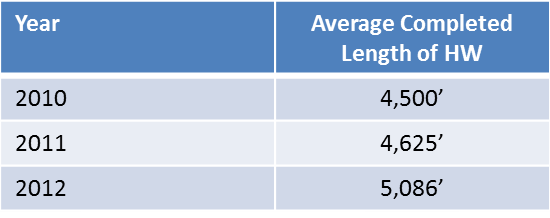 Year
Average Completed
Length of HW
2010 4,500’
2011 4,625’
2012 5,086’